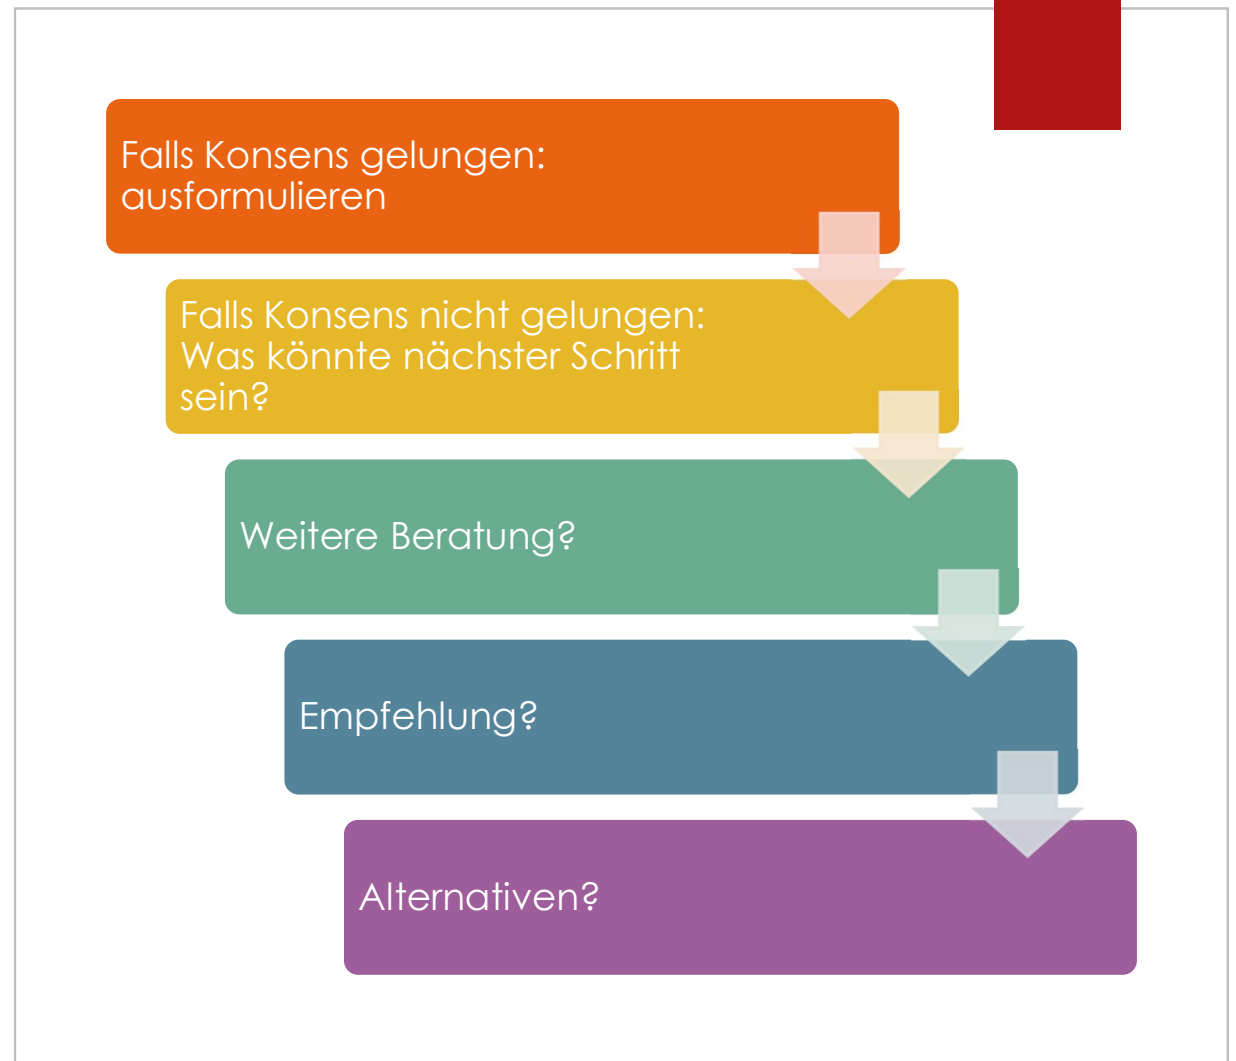 Falls Konsens gelungen:
ausformulieren
Falls Konsens nicht gelungen:
Was könnte nächster Schritt
sein?
Weitere Beratung?
Empfehlung?
Alternativen?